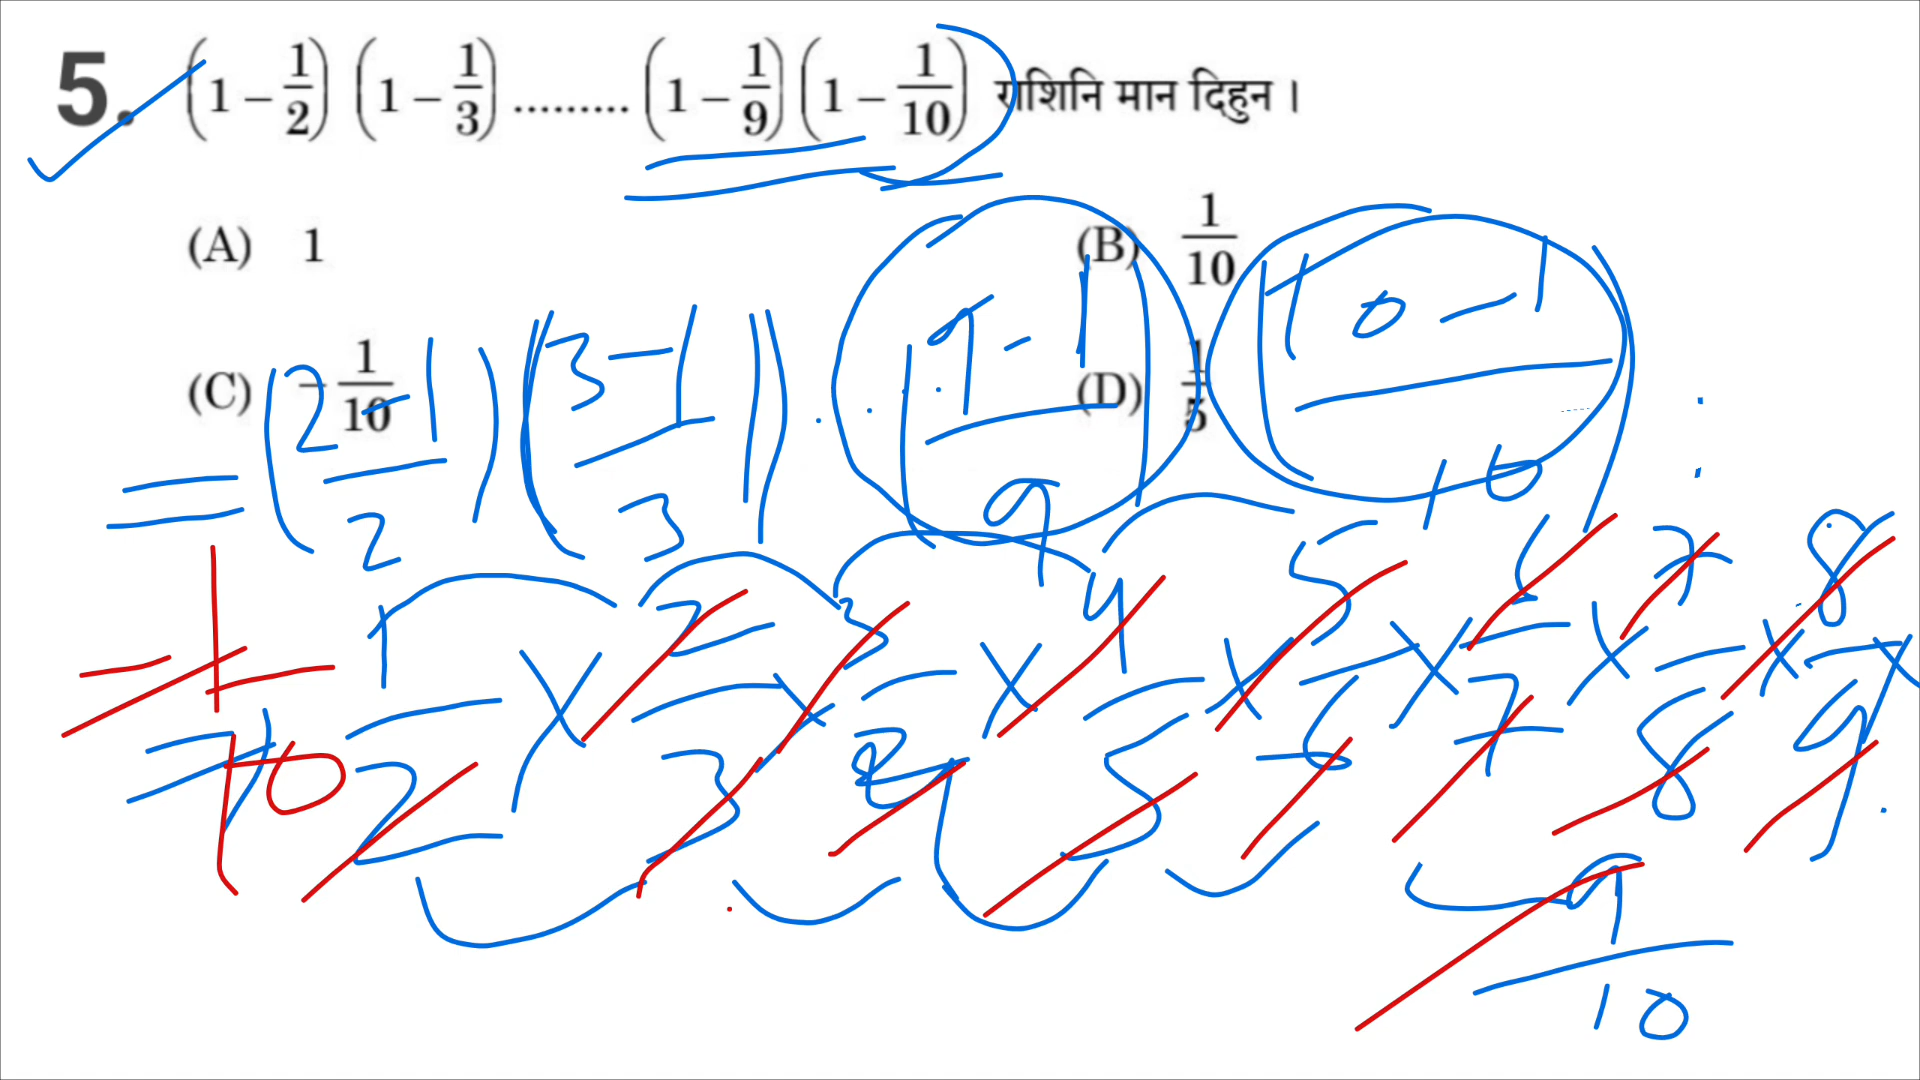 5. (1 − 1/2) (1 − 1/3) ......... (1 − 1/9) (1 − 1/10) राशिनि मान दिहुन ।
(A) 1 (B) 1/10
(C) − 1/10 (D) 1/5
= (2−1/2) (3−1/3) . . . (9−1/9) (10−1/10)
= 1/2 × 2/3 × 3/4 × 4/5 × 5/6 × 6/7 × 7/8 × 8/9 × 9/10
= 1/10